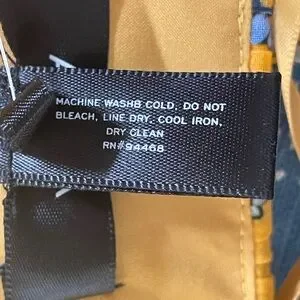 MACHINE WASHB COLD, DO NOT
BLEACH, LINE DRY, COOL IRON,
DRY CLEAN
RN#94468